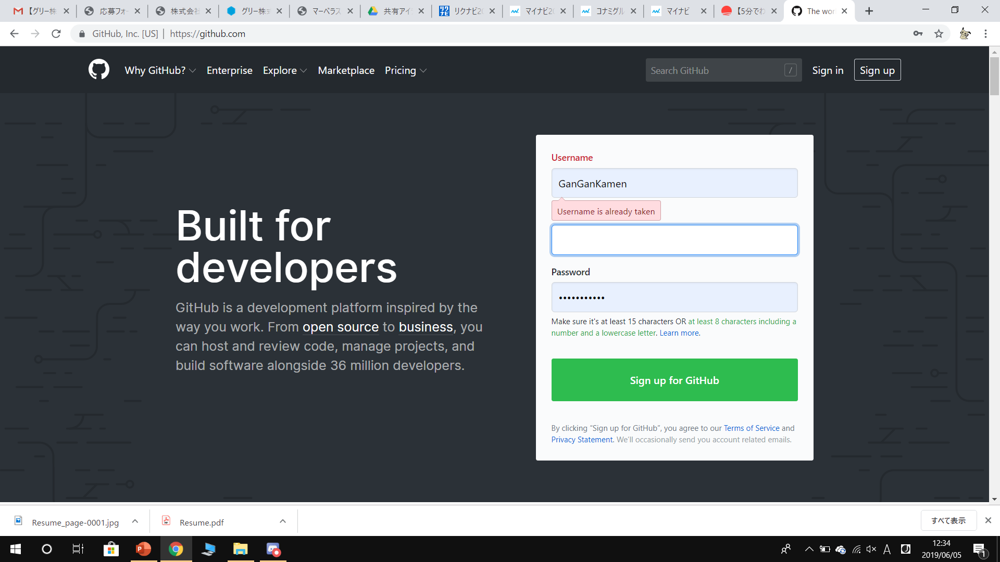 【グリー株
応募フォー
株式会社
グリー株式
マーベラス
共有アイ
リクナビ20
マイナビ20
コナミグル
マイナビ
【5分でわ
The wor
GitHub, Inc. [US] | https://github.com
Why GitHub? Enterprise Explore Marketplace Pricing
Search GitHub /
Sign in
Sign up
Username
GanGanKamen
Username is already taken
Password
•••••••••••
Make sure it's at least 15 characters OR at least 8 characters including a
number and a lowercase letter. Learn more.
Sign up for GitHub
By clicking “Sign up for GitHub”, you agree to our Terms of Service and
Privacy Statement. We’ll occasionally send you account related emails.
Built for
developers
GitHub is a development platform inspired by the
way you work. From open source to business, you
can host and review code, manage projects, and
build software alongside 36 million developers.
Resume_page-0001.jpg
Resume.pdf
すべて表示
A
J
12:34
2019/06/05
1